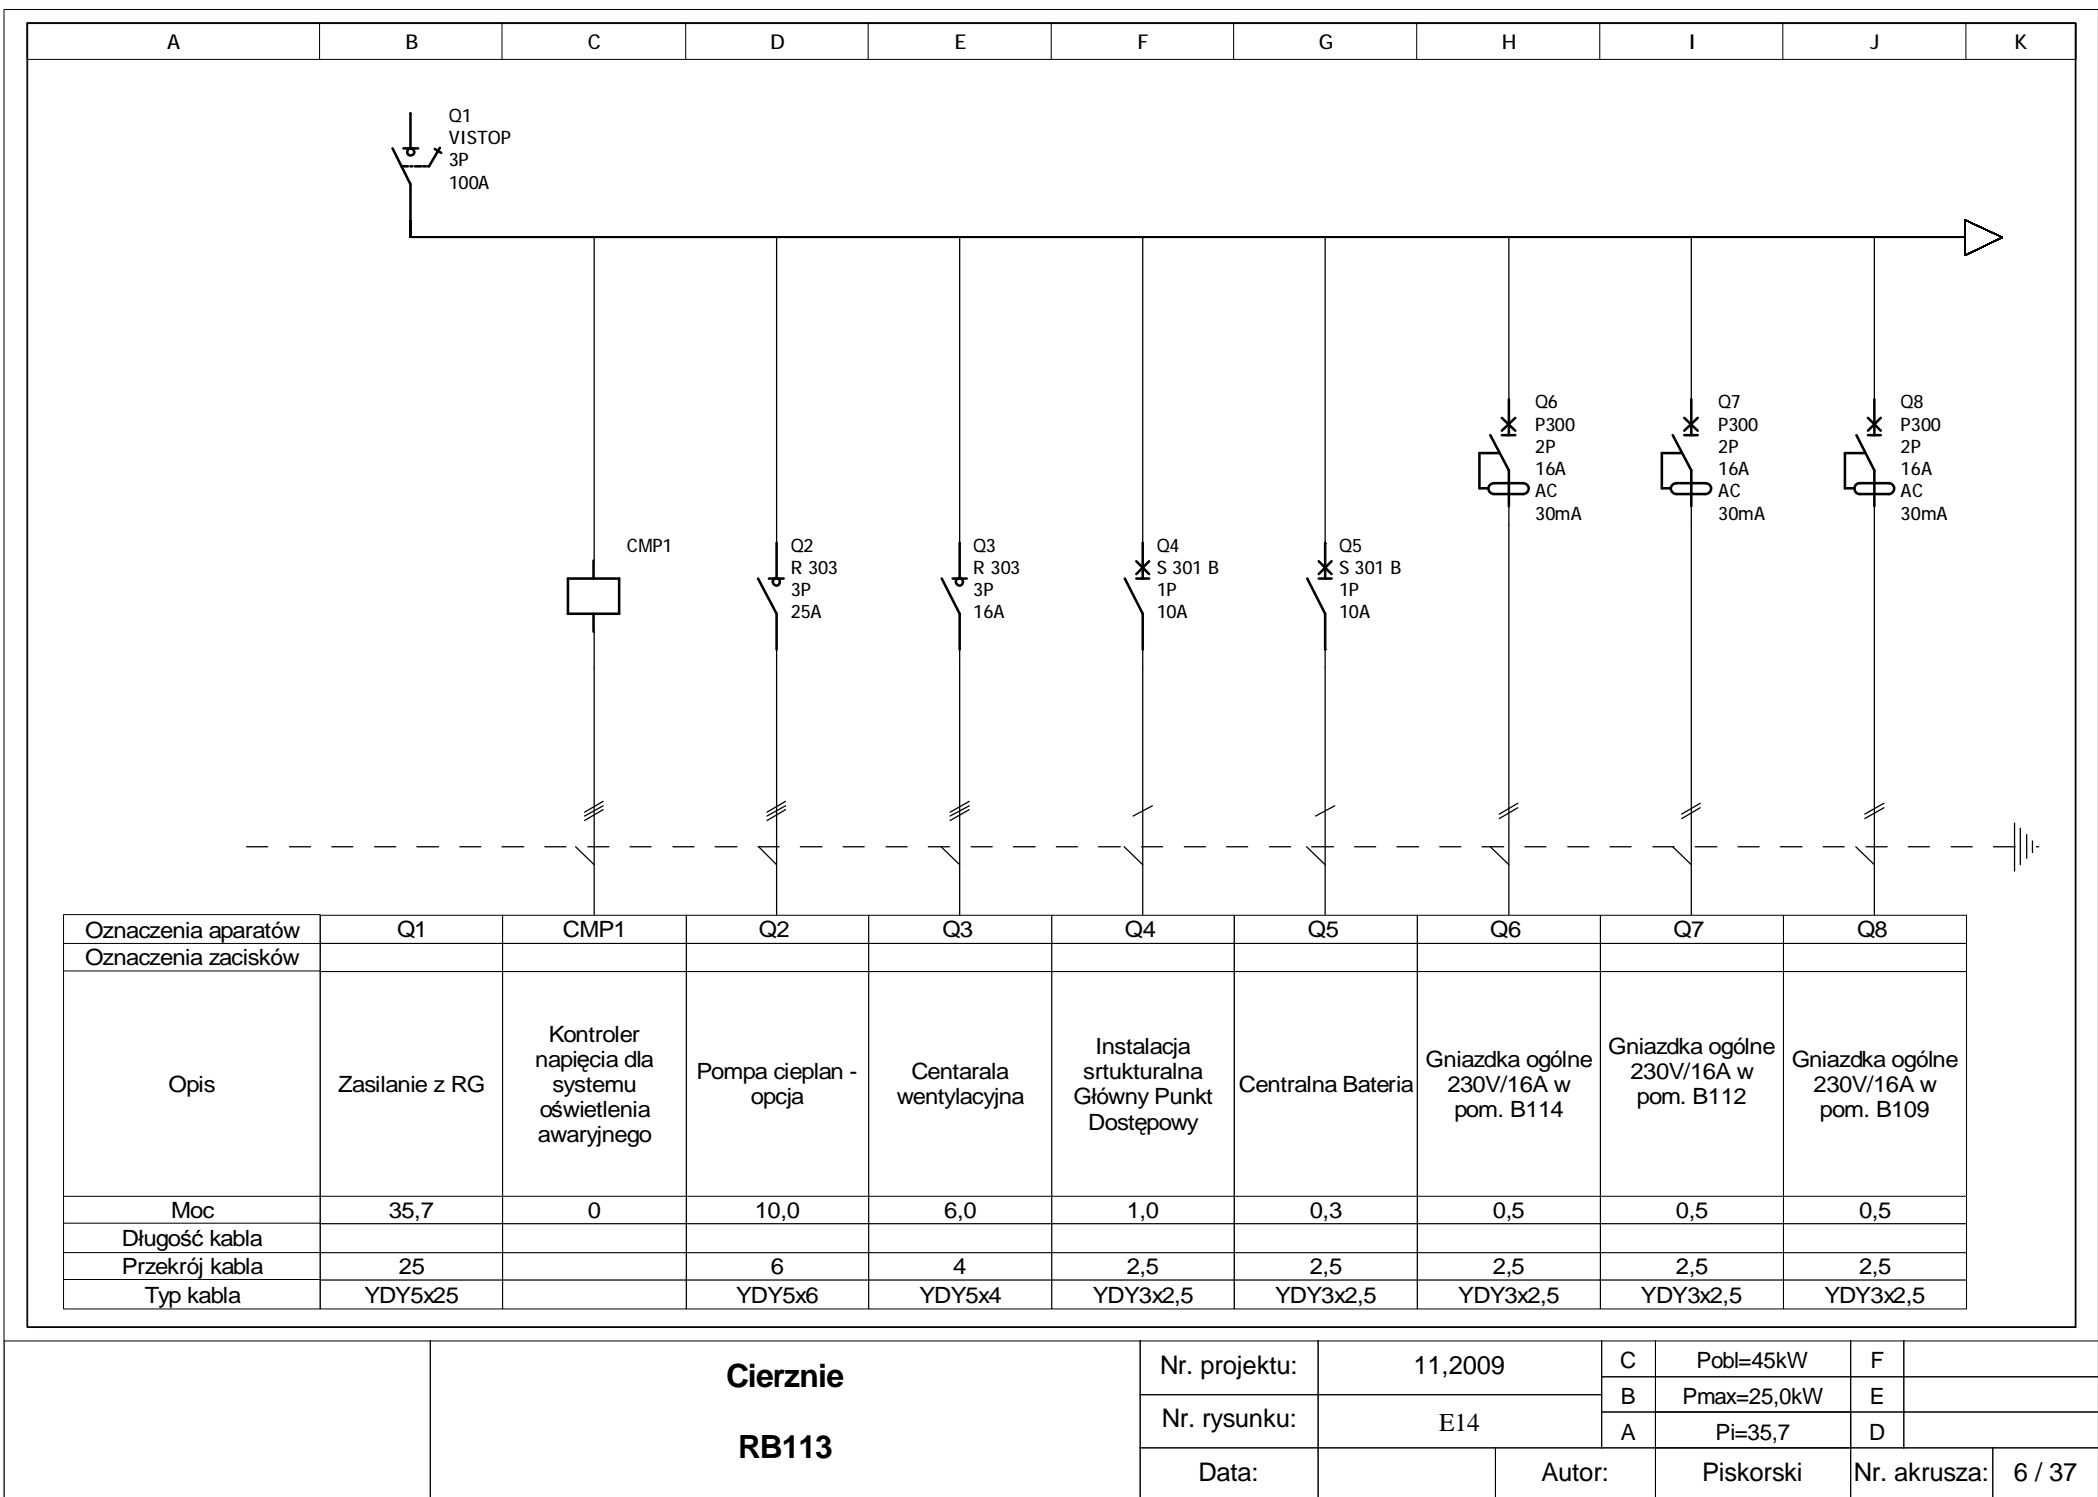 A B C D E F G H I J K
Q1
VISTOP
3P
100A
Q6
P300
2P
16A
AC
30mA
Q7
P300
2P
16A
AC
30mA
Q8
P300
2P
16A
AC
30mA
CMP1
Q2
R 303
3P
25A
Q3
R 303
3P
16A
Q4
S 301 B
1P
10A
Q5
S 301 B
1P
10A
Oznaczenia aparatów Q1 CMP1 Q2 Q3 Q4 Q5 Q6 Q7 Q8
Oznaczenia zacisków
Opis
Zasilanie z RG
Kontroler
napięcia dla
systemu
oświetlenia
awaryjnego
Pompa cieplan -
opcja
Centarala
wentylacyjna
Instalacja
srtukturalna
Główny Punkt
Dostępowy
Centralna Bateria
Gniazdka ogólne
230V/16A w
pom. B114
Gniazdka ogólne
230V/16A w
pom. B112
Gniazdka ogólne
230V/16A w
pom. B109
Moc 35,7 0 10,0 6,0 1,0 0,3 0,5 0,5 0,5
Długość kabla
Przekrój kabla 25 6 4 2,5 2,5 2,5 2,5 2,5
Typ kabla YDY5x25 YDY5x6 YDY5x4 YDY3x2,5 YDY3x2,5 YDY3x2,5 YDY3x2,5 YDY3x2,5
Cierznie
RB113
Nr. projektu: 11,2009
Nr. rysunku: E14
C Pobl=45kW F
B Pmax=25,0kW E
A Pi=35,7 D
Data: Autor: Piskorski Nr. akrusza: 6 / 37